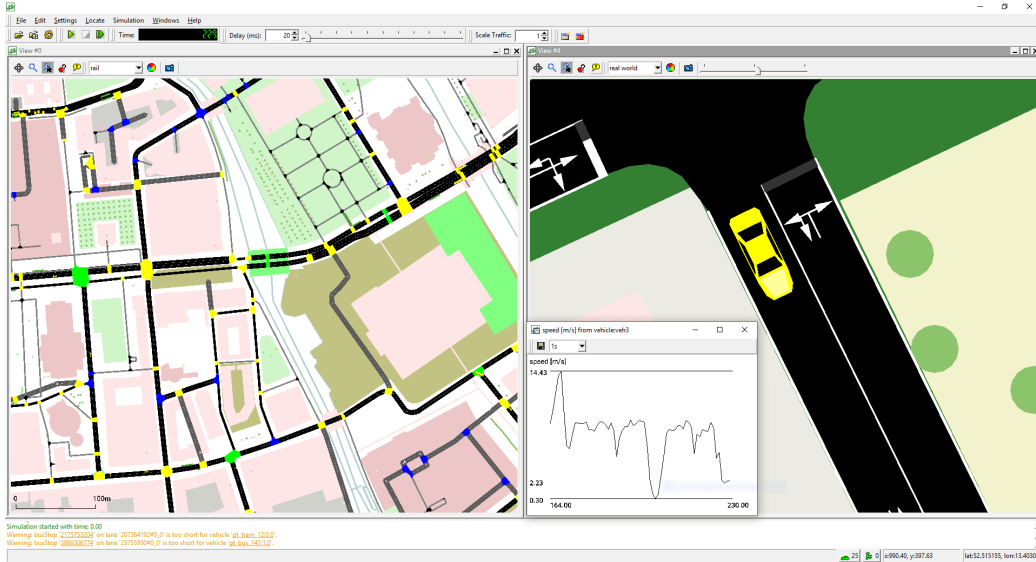 File Edit Settings Locate Simulation Windows Help
Time: 229 Delay (ms): 20 Scale Traffic: 1
View #0
rail
0 100m
View #4
real world
speed [m/s] from vehicle:veh3
1s
speed [m/s]
14.43
2.23
0.30
164.00 230.00
Simulation started with time: 0.00
Warning: busStop '2175753204' on lane '207364192#0_0' is too short for vehicle 'pt_tram_12:0.0'.
Warning: busStop '3869306774' on lane '23755950#0_0' is too short for vehicle 'pt_bus_147:1.0'.
25 0 x:990.40, y:397.63 lat:52.515155, lon:13.4030